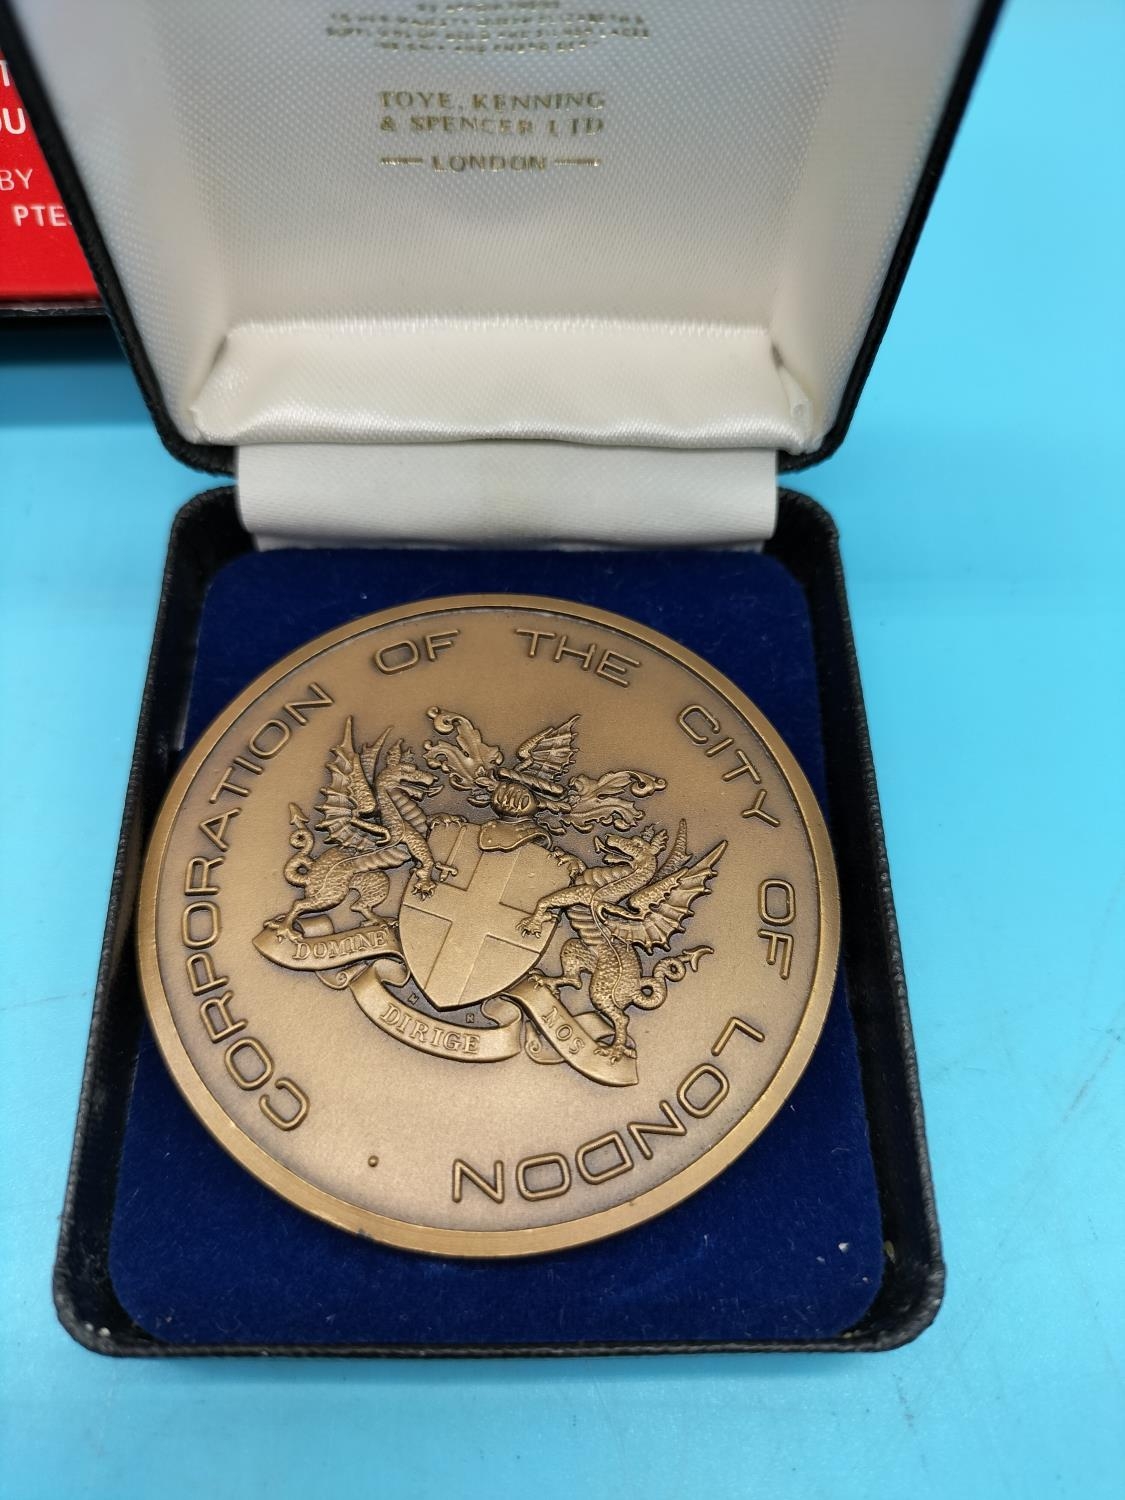 BY
TOYE, KENNING
& SPENCER LTD
LONDON
CORPORATION OF THE CITY OF LONDON
DOMINE DIRIGE NOS